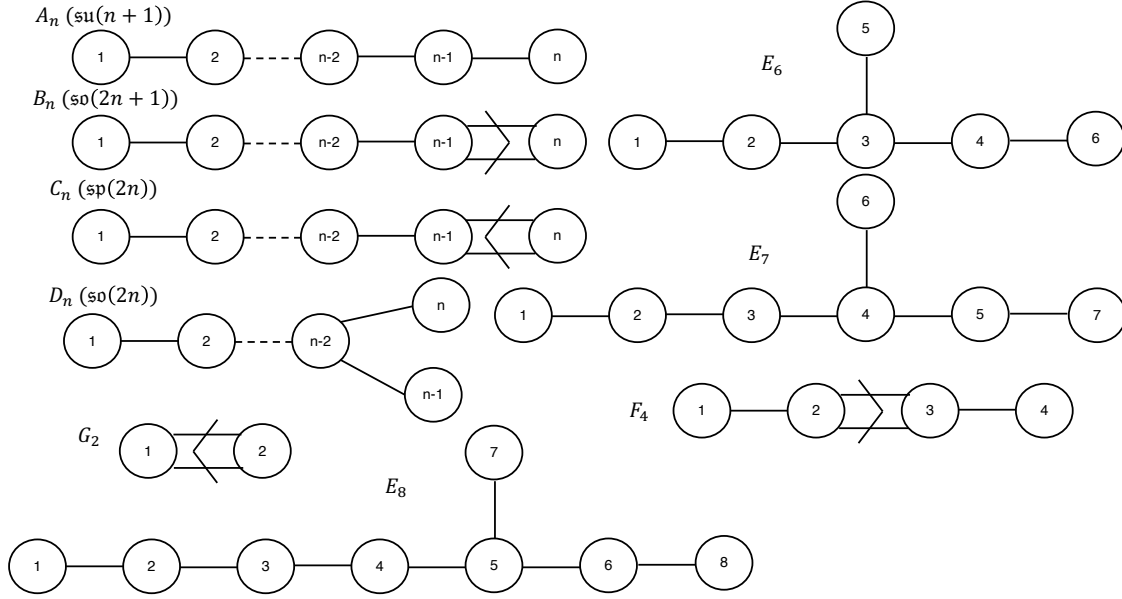 A_n (𝔰𝔲(n + 1))
1 2 n-2 n-1 n
B_n (𝔰𝔬(2n + 1))
1 2 n-2 n-1 n
C_n (𝔰𝔭(2n))
1 2 n-2 n-1 n
D_n (𝔰𝔬(2n))
n
1 2 n-2
n-1
G_2
1 2
5
E_6
1 2 3 4 6
6
E_7
1 2 3 4 5 7
F_4
1 2 3 4
7
E_8
1 2 3 4 5 6 8